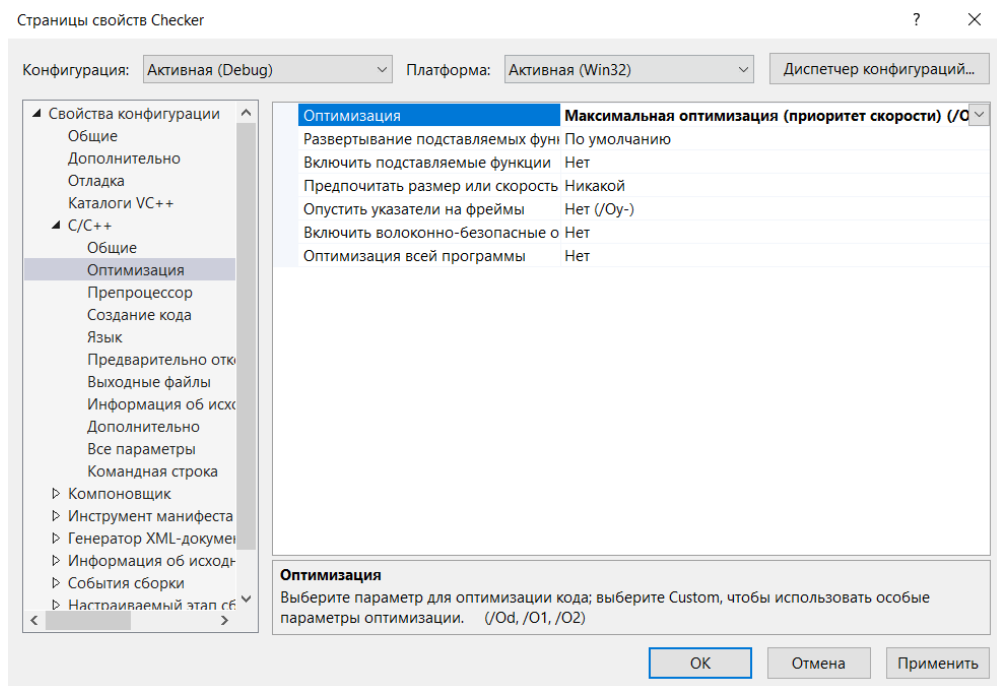 Страницы свойств Checker
?
Конфигурация: Активная (Debug) Платформа: Активная (Win32) Диспетчер конфигураций...
Свойства конфигурации
Общие
Дополнительно
Отладка
Каталоги VC++
C/C++
Общие
Оптимизация
Препроцессор
Создание кода
Язык
Предварительно отк
Выходные файлы
Информация об исхо
Дополнительно
Все параметры
Командная строка
Компоновщик
Инструмент манифеста
Генератор XML-докумен
Информация об исходн
События сборки
Настраиваемый этап сб
Оптимизация Максимальная оптимизация (приоритет скорости) (/O
Развертывание подставляемых фун По умолчанию
Включить подставляемые функции Нет
Предпочитать размер или скорость Никакой
Опустить указатели на фреймы Нет (/Oy-)
Включить волоконно-безопасные о Нет
Оптимизация всей программы Нет
Оптимизация
Выберите параметр для оптимизации кода; выберите Custom, чтобы использовать особые
параметры оптимизации. (/Od, /O1, /O2)
ОК Отмена Применить